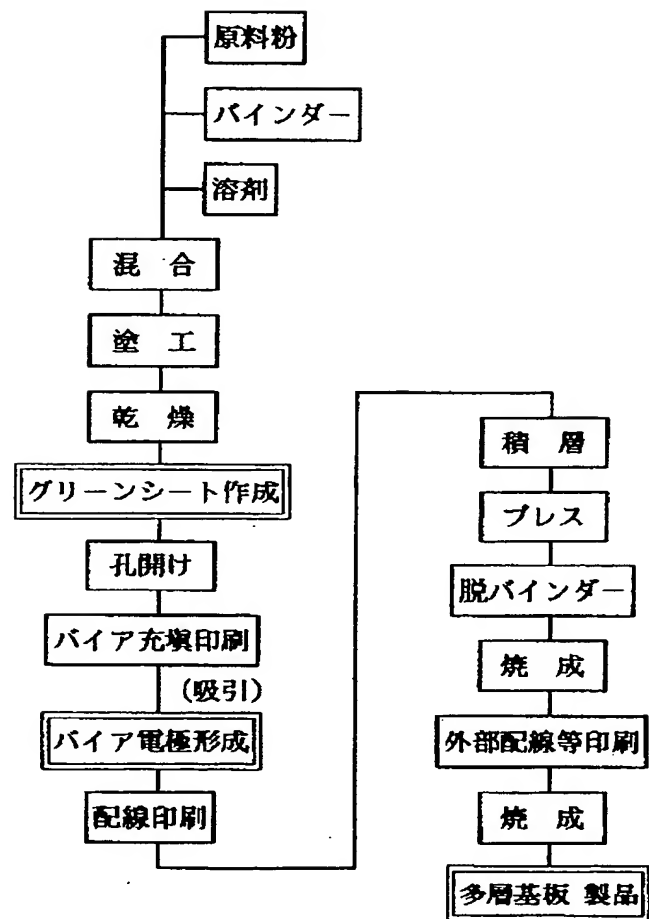 原料粉
バインダー
溶剤
混 合
塗 工
乾 燥
グリーンシート作成
孔開け
バイア充塡印刷
(吸引)
バイア電極形成
配線印刷
積 層
プレス
脱バインダー
焼 成
外部配線等印刷
焼 成
多層基板 製品